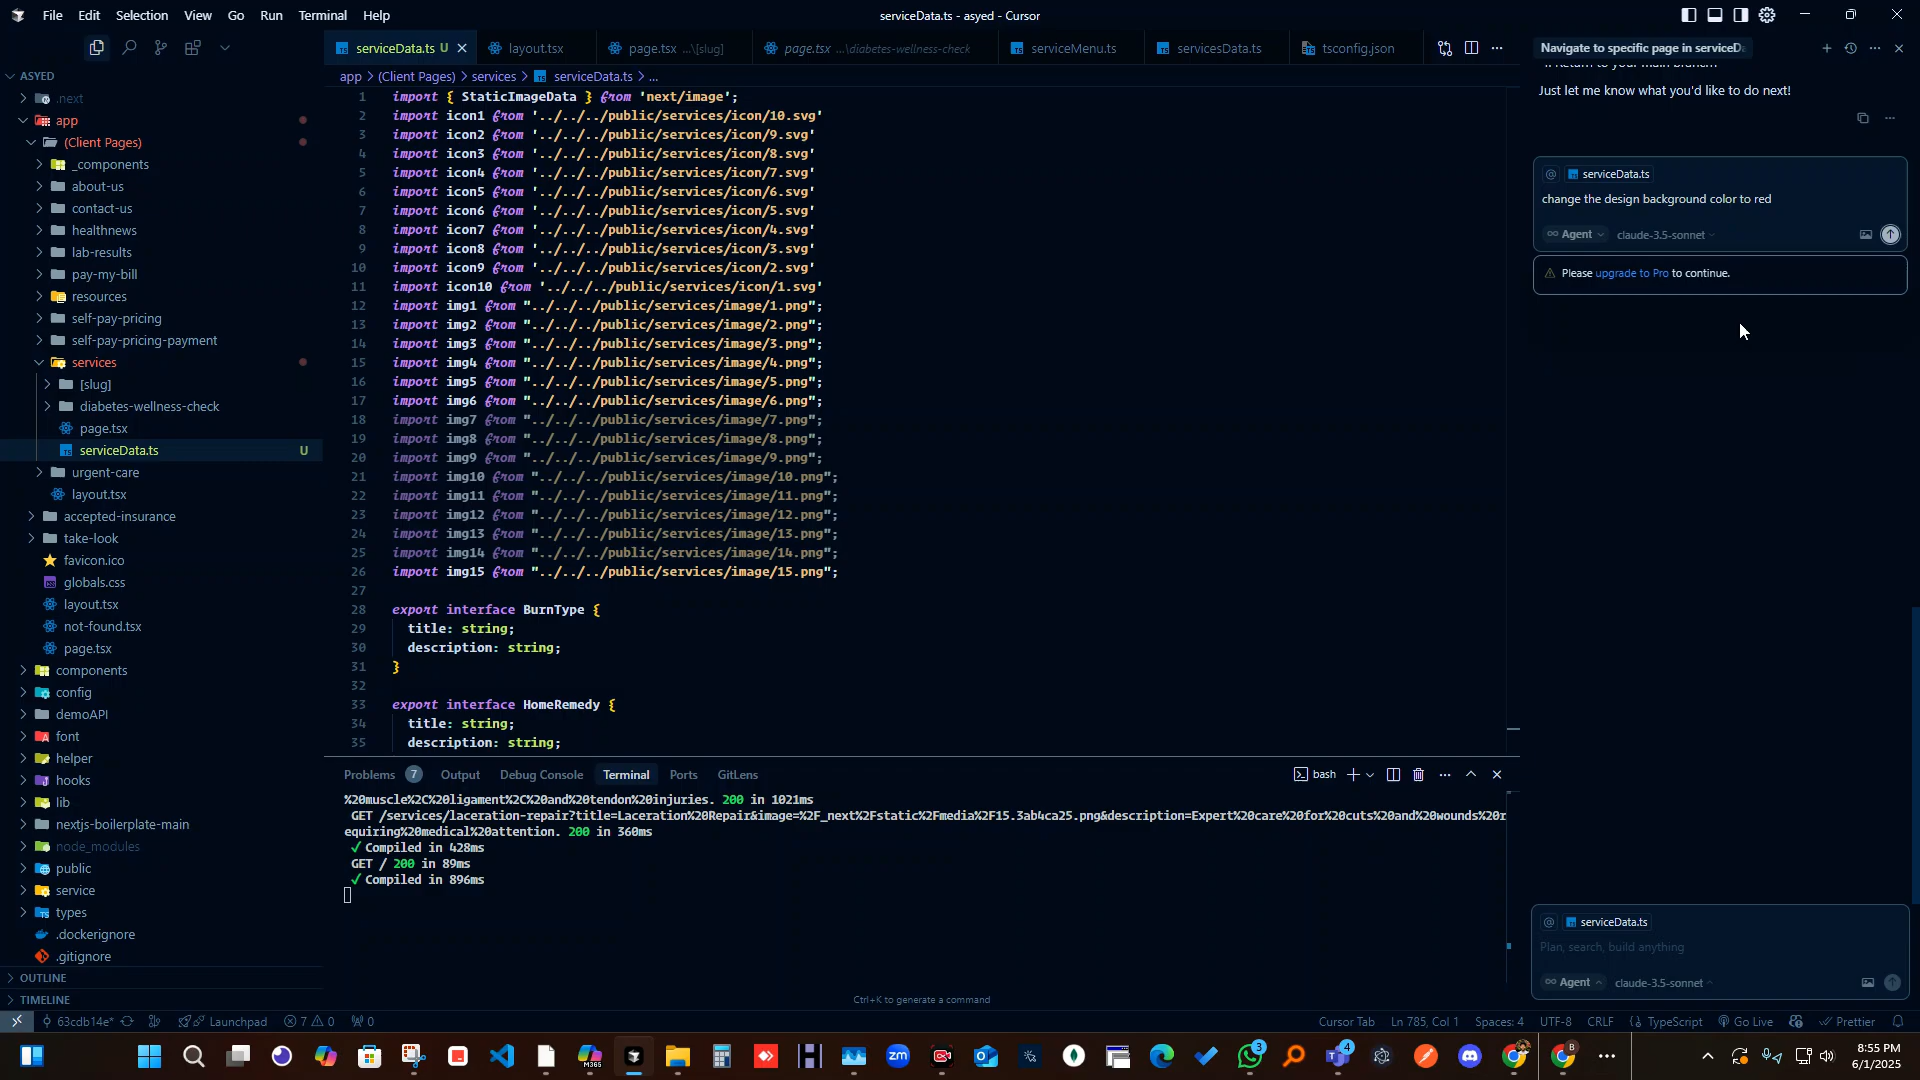 File Edit Selection View Go Run Terminal Help
serviceData.ts - asyed - Cursor
serviceData.ts U
layout.tsx
page.tsx ...\[slug]
page.tsx ...\diabetes-wellness-check
serviceMenu.ts
servicesData.ts
tsconfig.json
Navigate to specific page in serviceD
ASYED
.next
app
(Client Pages)
_components
about-us
contact-us
healthnews
lab-results
pay-my-bill
resources
self-pay-pricing
self-pay-pricing-payment
services
[slug]
diabetes-wellness-check
page.tsx
serviceData.ts U
urgent-care
layout.tsx
accepted-insurance
take-look
favicon.ico
globals.css
layout.tsx
not-found.tsx
page.tsx
components
config
demoAPI
font
helper
hooks
lib
nextjs-boilerplate-main
node_modules
public
service
types
.dockerignore
.gitignore
OUTLINE
TIMELINE
app > (Client Pages) > services > serviceData.ts > ...
1 import { StaticImageData } from 'next/image';
2 import icon1 from '../../../public/services/icon/10.svg'
3 import icon2 from '../../../public/services/icon/9.svg'
4 import icon3 from '../../../public/services/icon/8.svg'
5 import icon4 from '../../../public/services/icon/7.svg'
6 import icon5 from '../../../public/services/icon/6.svg'
7 import icon6 from '../../../public/services/icon/5.svg'
8 import icon7 from '../../../public/services/icon/4.svg'
9 import icon8 from '../../../public/services/icon/3.svg'
10 import icon9 from '../../../public/services/icon/2.svg'
11 import icon10 from '../../../public/services/icon/1.svg'
12 import img1 from "../../../public/services/image/1.png";
13 import img2 from "../../../public/services/image/2.png";
14 import img3 from "../../../public/services/image/3.png";
15 import img4 from "../../../public/services/image/4.png";
16 import img5 from "../../../public/services/image/5.png";
17 import img6 from "../../../public/services/image/6.png";
18 import img7 from "../../../public/services/image/7.png";
19 import img8 from "../../../public/services/image/8.png";
20 import img9 from "../../../public/services/image/9.png";
21 import img10 from "../../../public/services/image/10.png";
22 import img11 from "../../../public/services/image/11.png";
23 import img12 from "../../../public/services/image/12.png";
24 import img13 from "../../../public/services/image/13.png";
25 import img14 from "../../../public/services/image/14.png";
26 import img15 from "../../../public/services/image/15.png";
27
28 export interface BurnType {
29 title: string;
30 description: string;
31 }
32
33 export interface HomeRemedy {
34 title: string;
35 description: string;
Problems 7 Output Debug Console Terminal Ports GitLens
bash
%20muscle%2C%20ligament%2C%20and%20tendon%20injuries. 200 in 1021ms
GET /services/laceration-repair?title=Laceration%20Repair&image=%2F_next%2Fstatic%2Fmedia%2F15.3ab4ca25.png&description=Expert%20care%20for%20cuts%20and%20wounds%20r
equiring%20medical%20attention. 200 in 360ms
✓ Compiled in 428ms
GET / 200 in 89ms
✓ Compiled in 896ms
Ctrl+K to generate a command
Return to your main branch?
Just let me know what you'd like to do next!
serviceData.ts
change the design background color to red
Agent claude-3.5-sonnet
Please upgrade to Pro to continue.
serviceData.ts
Plan, search, build anything
Agent claude-3.5-sonnet
63cdb14e* Launchpad 7 0 0
Cursor Tab Ln 785, Col 1 Spaces: 4 UTF-8 CRLF TypeScript Go Live Prettier
M365
zm
3
4
B
8:55 PM
6/1/2025